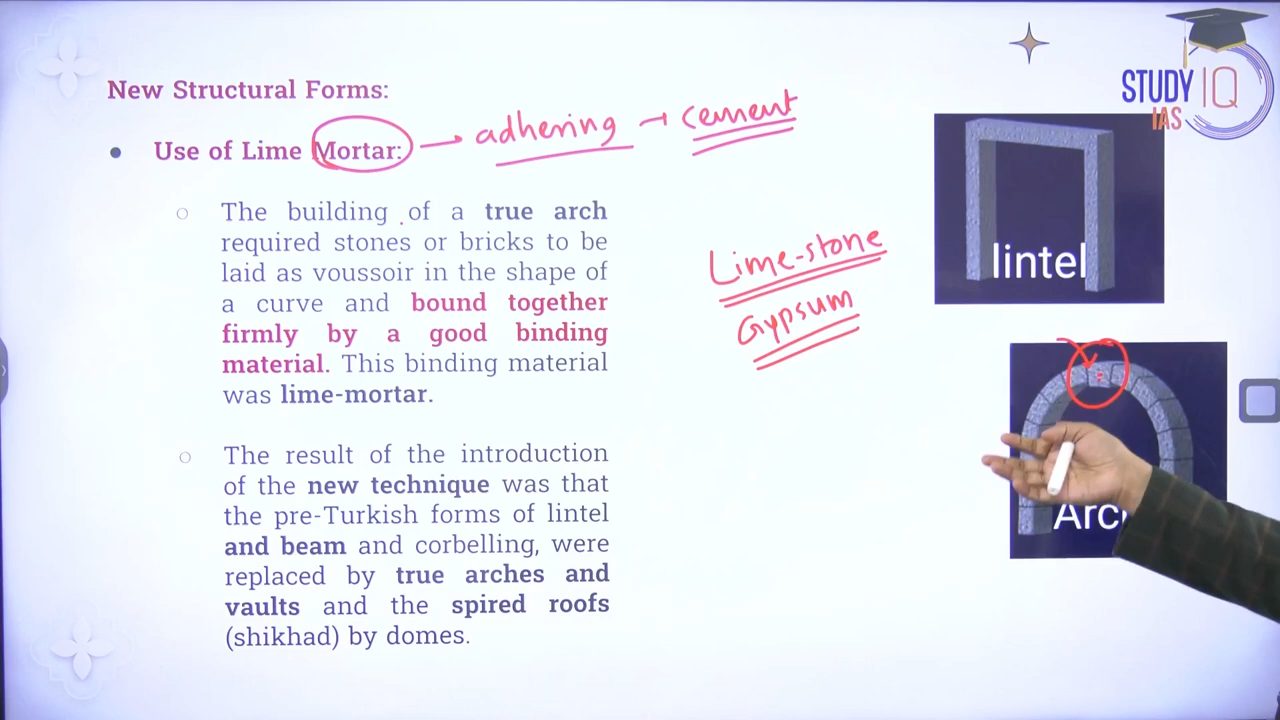 New Structural Forms:
Use of Lime Mortar: → adhering → cement
The building of a true arch
required stones or bricks to be
laid as voussoir in the shape of
a curve and bound together
firmly by a good binding
material. This binding material
was lime-mortar.
The result of the introduction
of the new technique was that
the pre-Turkish forms of lintel
and beam and corbelling, were
replaced by true arches and
vaults and the spired roofs
(shikhad) by domes.
Lime-stone
Gypsum
STUDY IQ
IAS
lintel
Arc